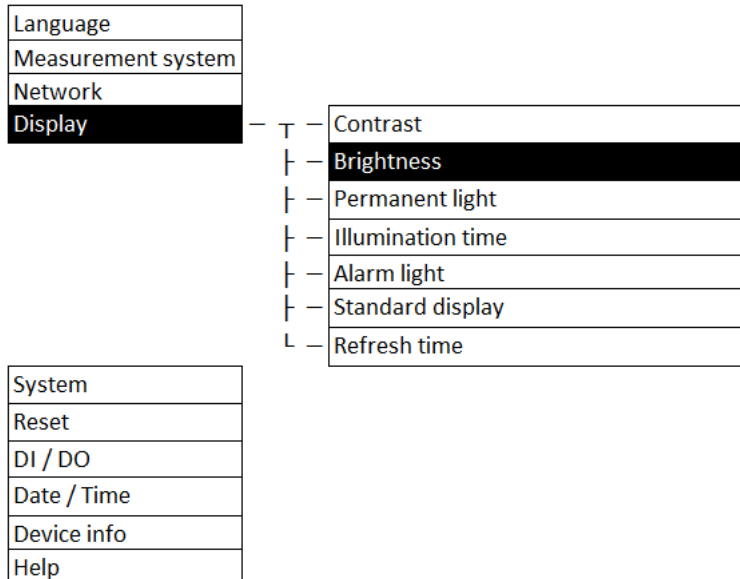 Language
Measurement system
Network
Display
Contrast
Brightness
Permanent light
Illumination time
Alarm light
Standard display
Refresh time
System
Reset
DI / DO
Date / Time
Device info
Help